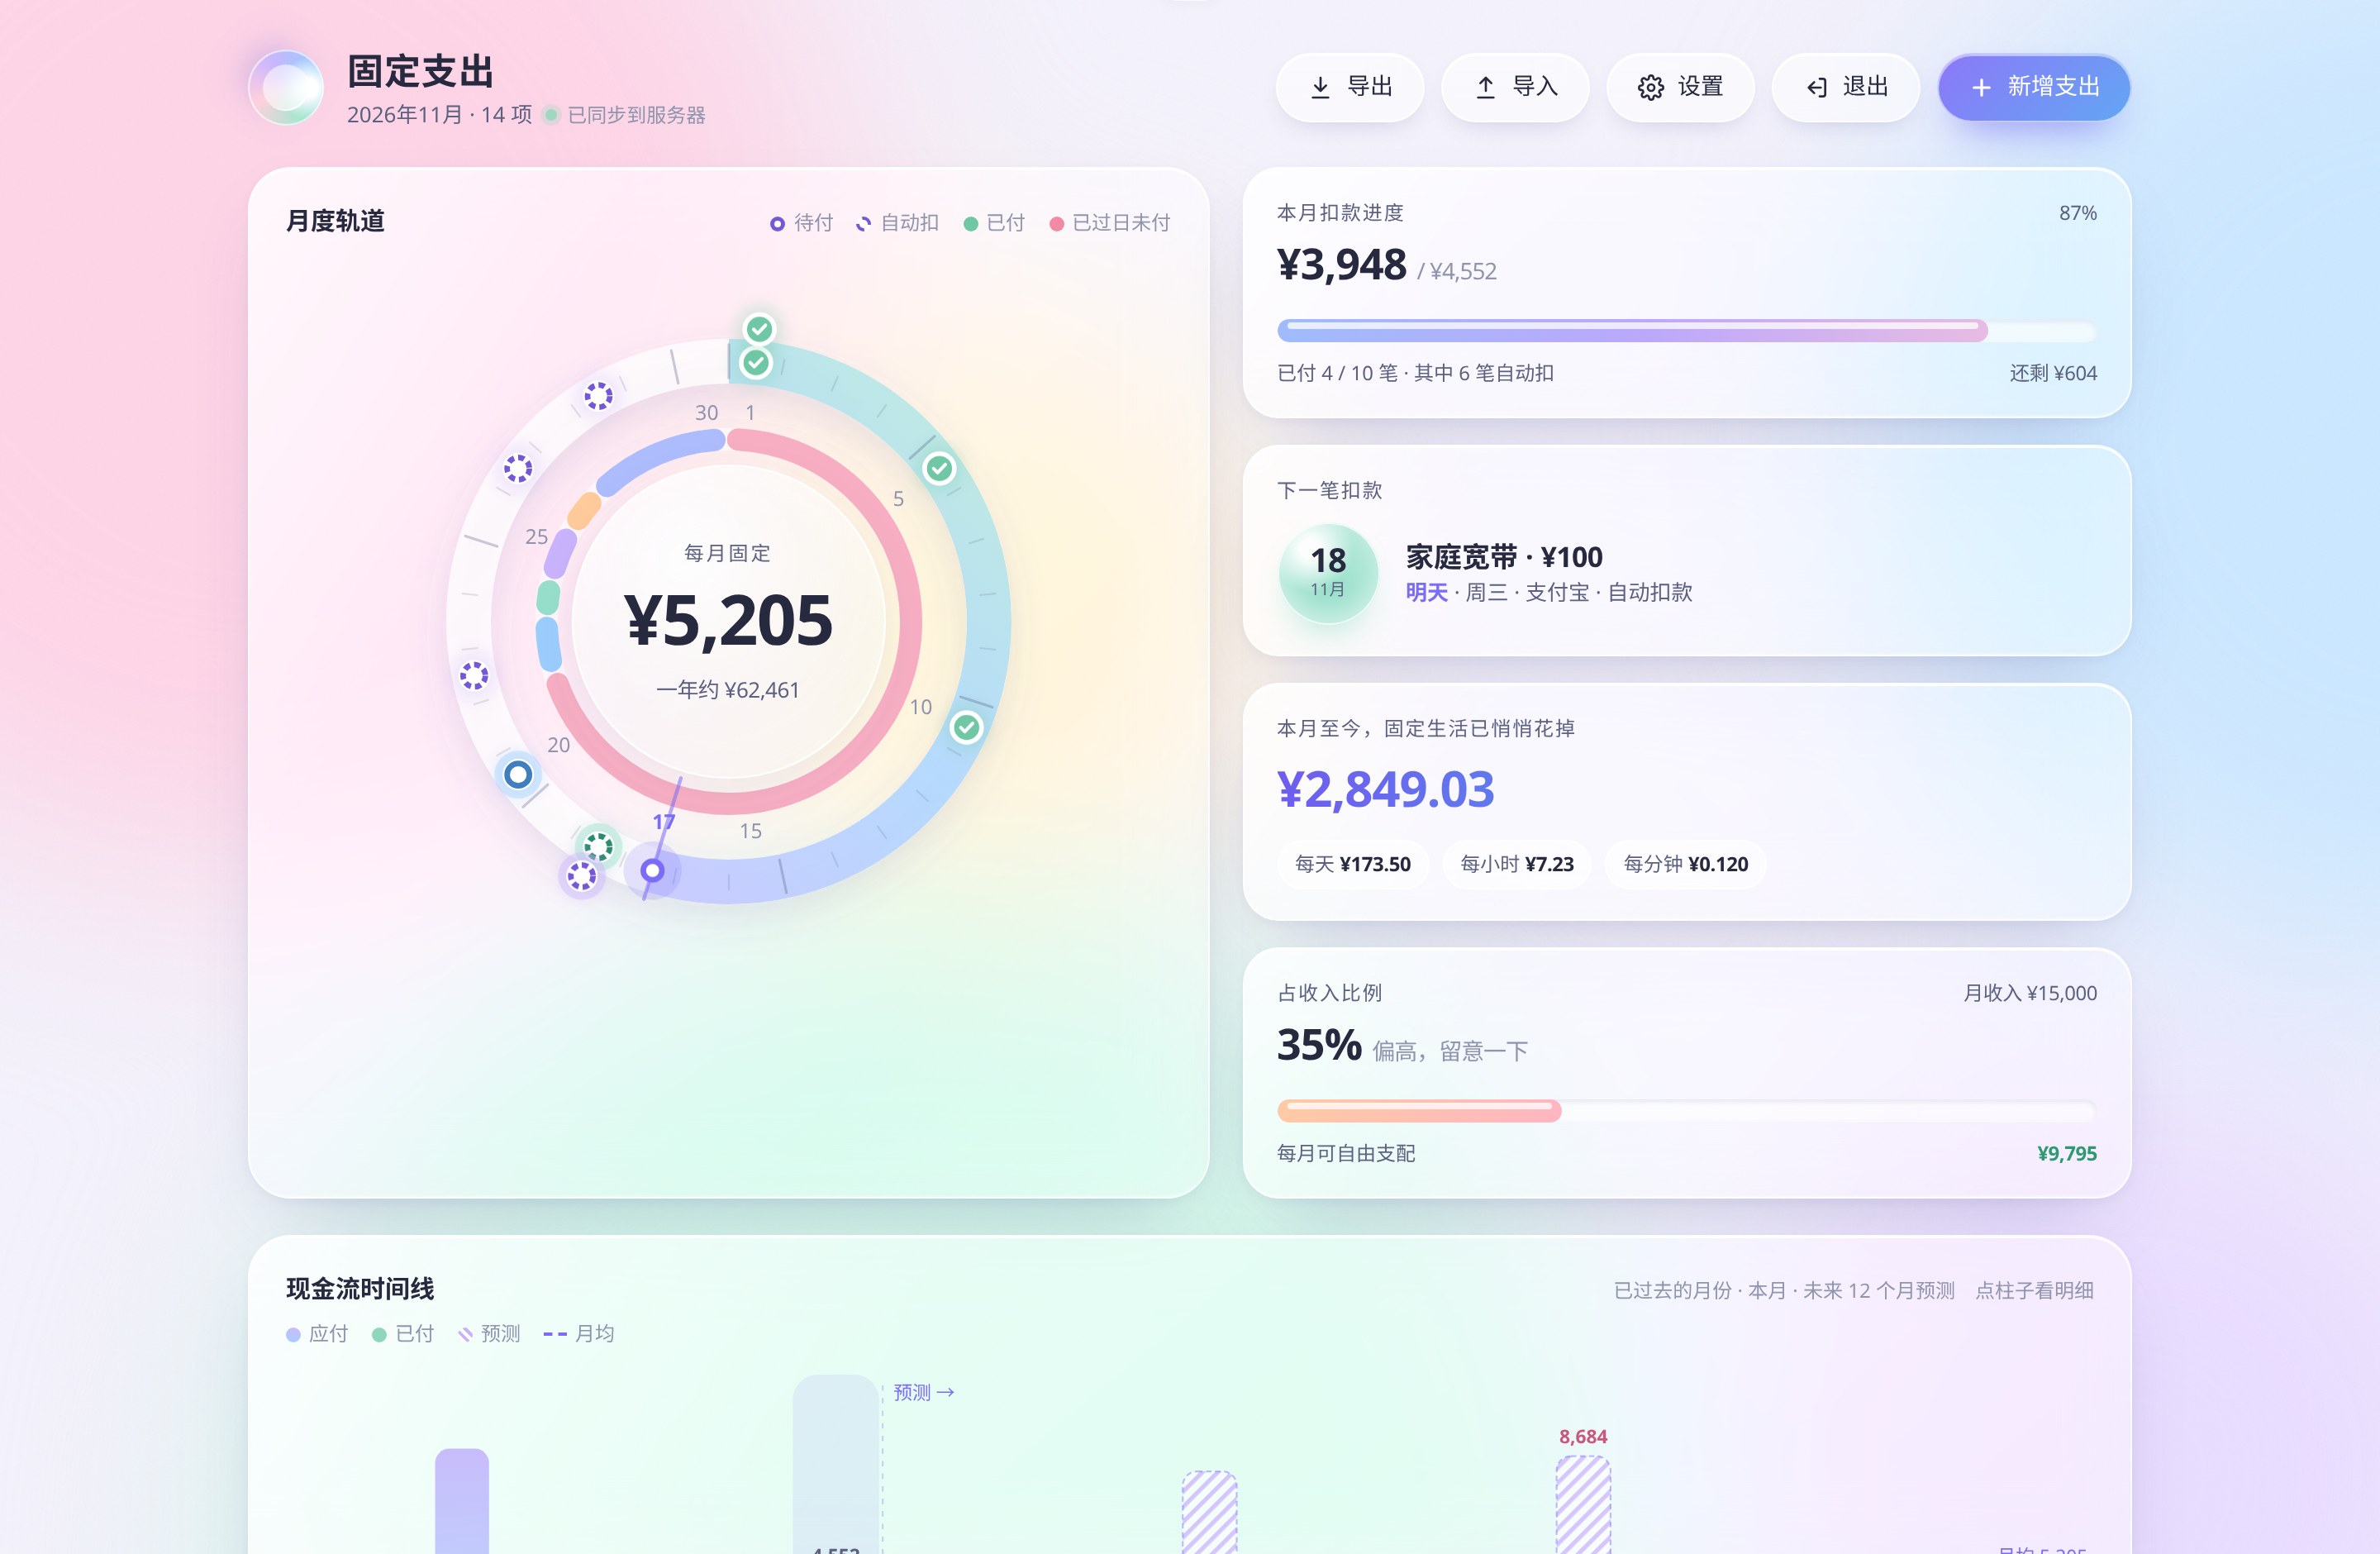 固定支出
2026年11月 · 14 项 已同步到服务器
导出
导入
设置
退出
新增支出
月度轨道
待付 自动扣 已付 已过日未付
30 1
5
10
15
17
20
25
每月固定
¥5,205
一年约 ¥62,461
本月扣款进度 87%
¥3,948 / ¥4,552
已付 4 / 10 笔 · 其中 6 笔自动扣 还剩 ¥604
下一笔扣款
18
11月
家庭宽带 · ¥100
明天 · 周三 · 支付宝 · 自动扣款
本月至今，固定生活已悄悄花掉
¥2,849.03
每天 ¥173.50 每小时 ¥7.23 每分钟 ¥0.120
占收入比例 月收入 ¥15,000
35% 偏高，留意一下
每月可自由支配 ¥9,795
现金流时间线
已过去的月份 · 本月 · 未来 12 个月预测 点柱子看明细
应付 已付 预测 月均
预测 →
8,684